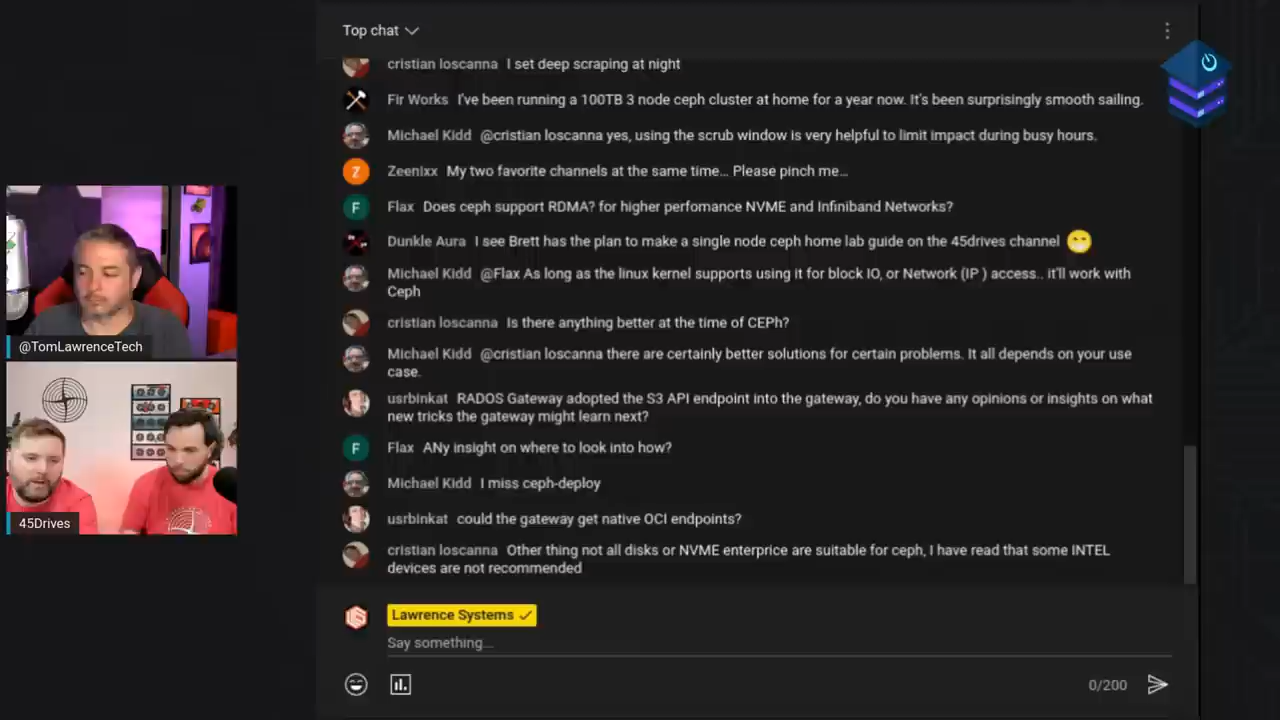 Top chat
cristian loscanna I set deep scraping at night
Fir Works I've been running a 100TB 3 node ceph cluster at home for a year now. It's been surprisingly smooth sailing.
Michael Kidd @cristian loscanna yes, using the scrub window is very helpful to limit impact during busy hours.
Z
Zeenixx My two favorite channels at the same time… Please pinch me…
F
Flax Does ceph support RDMA? for higher perfomance NVME and Infiniband Networks?
Dunkle Aura I see Brett has the plan to make a single node ceph home lab guide on the 45drives channel
Michael Kidd @Flax As long as the linux kernel supports using it for block IO, or Network (IP ) access.. it'll work with
Ceph
cristian loscanna Is there anything better at the time of CEPh?
Michael Kidd @cristian loscanna there are certainly better solutions for certain problems. It all depends on your use
case.
usrbinkat RADOS Gateway adopted the S3 API endpoint into the gateway, do you have any opinions or insights on what
new tricks the gateway might learn next?
F
Flax ANy insight on where to look into how?
Michael Kidd I miss ceph-deploy
usrbinkat could the gateway get native OCI endpoints?
cristian loscanna Other thing not all disks or NVME enterprice are suitable for ceph, I have read that some INTEL
devices are not recommended
Lawrence Systems
Say something...
0/200
@TomLawrenceTech
45Drives